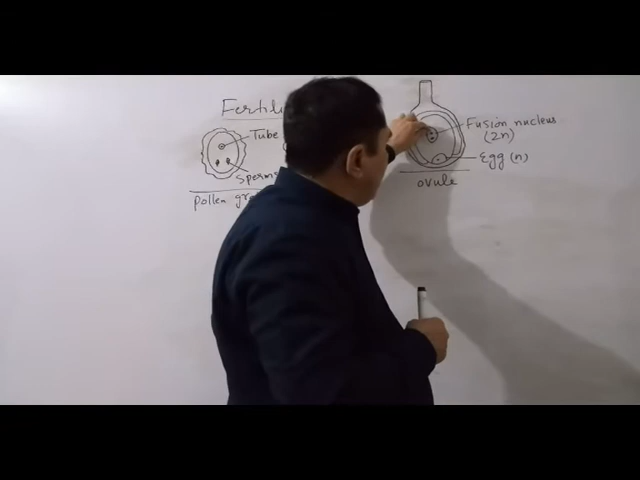 Fertili
Tube
Sperms
pollen gr
Fusion nucleus
(2n)
Egg (n)
ovule